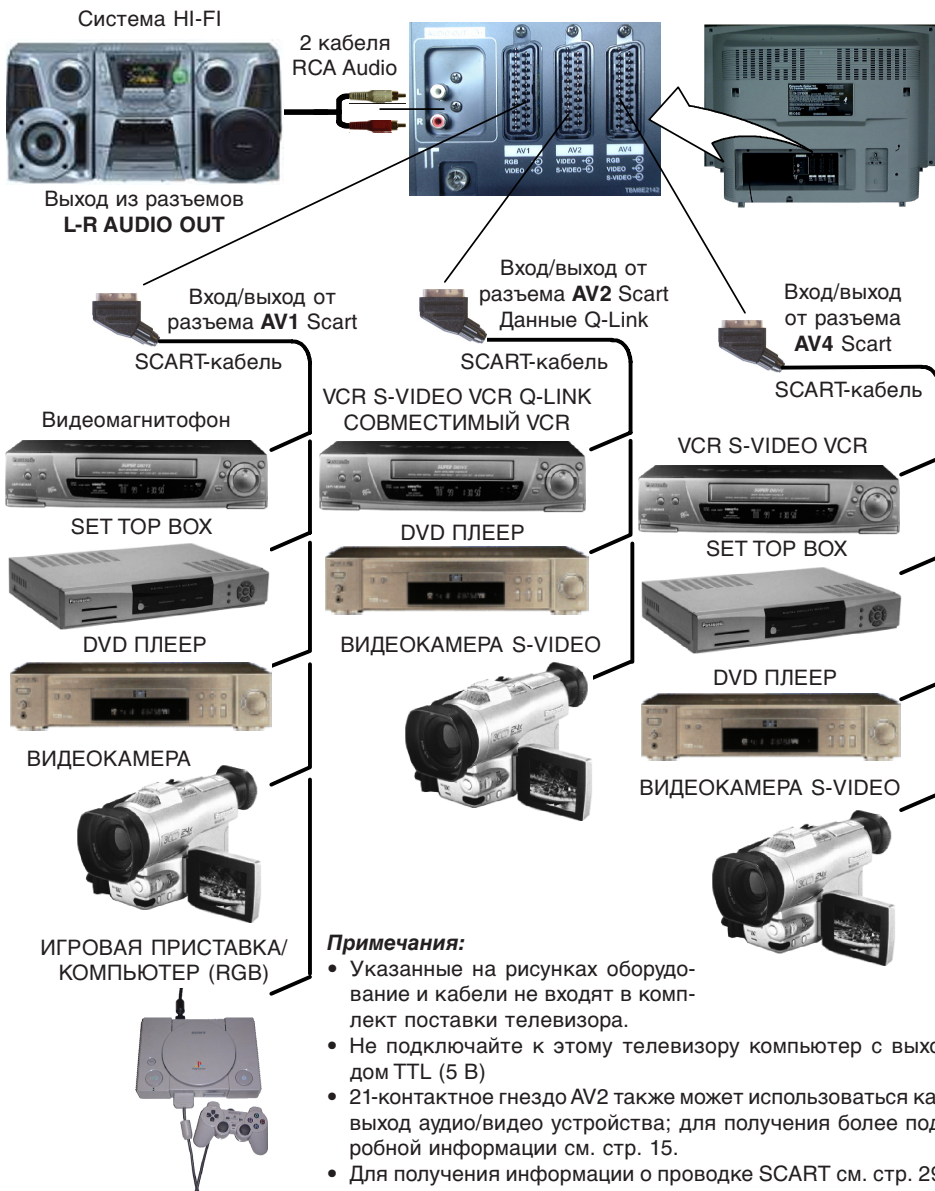 Система HI-FI
2 кабеля
RCA Audio
L
R
AV1
AV2
AV4
RGB
VIDEO
VIDEO
S-VIDEO
RGB
VIDEO
S-VIDEO
TBM8E2142
Выход из разъемов
L-R AUDIO OUT
Вход/выход от
разъема AV1 Scart
SCART-кабель
Вход/выход от
разъема AV2 Scart
Данные Q-Link
SCART-кабель
Вход/выход
от разъема
AV4 Scart
SCART-кабель
Видеомагнитофон
SET TOP BOX
Panasonic
DVD ПЛЕЕР
ВИДЕОКАМЕРА
ИГРОВАЯ ПРИСТАВКА/
КОМПЬЮТЕР (RGB)
VCR S-VIDEO VCR Q-LINK
СОВМЕСТИМЫЙ VCR
SUPER DRIVE
DVD ПЛЕЕР
ВИДЕОКАМЕРА S-VIDEO
VCR S-VIDEO VCR
SET TOP BOX
Panasonic
DVD ПЛЕЕР
ВИДЕОКАМЕРА S-VIDEO
Примечания:
• Указанные на рисунках оборудо-
вание и кабели не входят в комп-
лект поставки телевизора.
• Не подключайте к этому телевизору компьютер с выхо
дом TTL (5 В)
• 21-контактное гнездо AV2 также может использоваться ка
выход аудио/видео устройства; для получения более под
робной информации см. стр. 15.
• Для получения информации о проводке SCART см. стр. 29